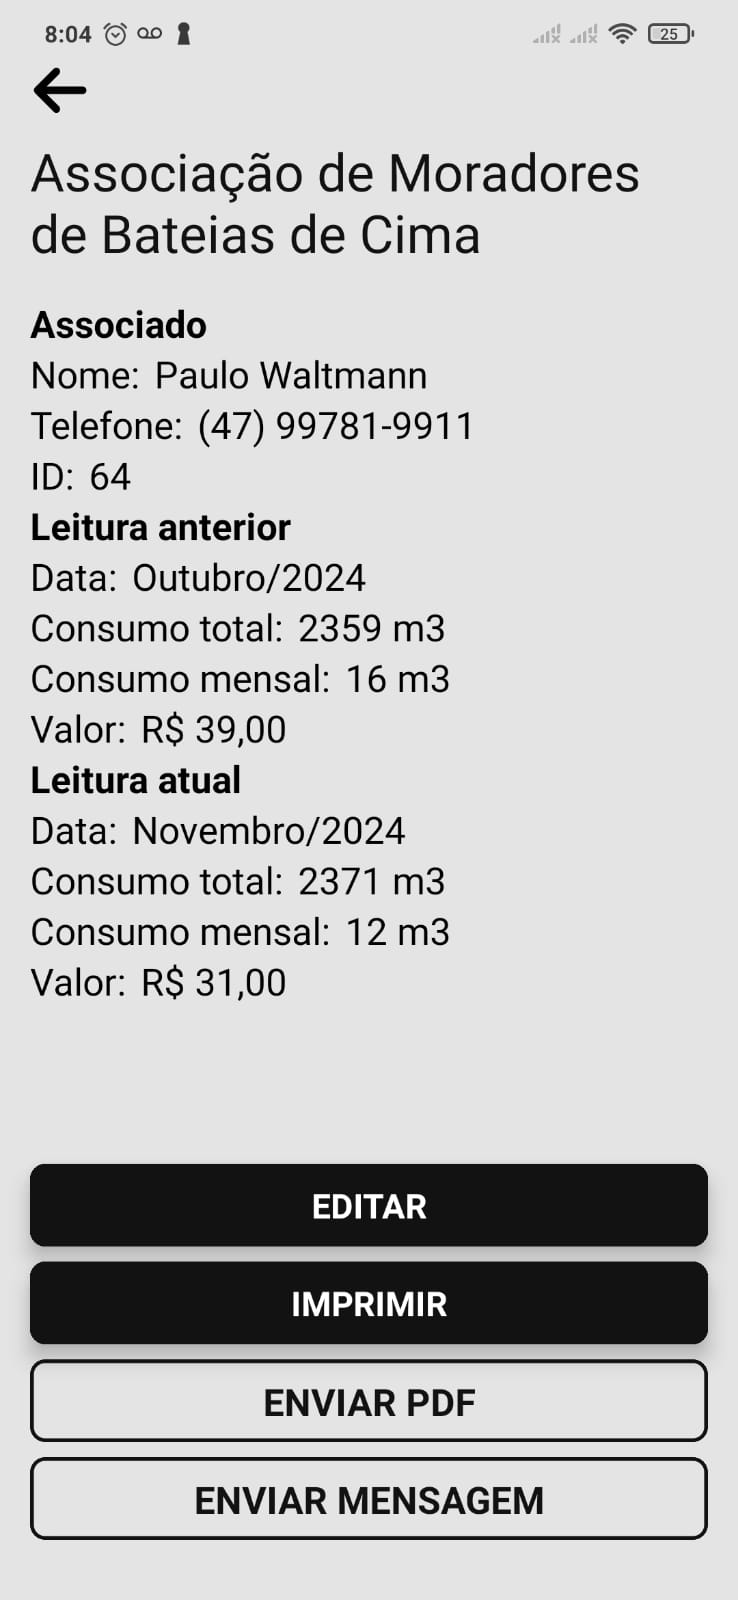 8:04
25
Associação de Moradores
de Bateias de Cima
Associado
Nome: Paulo Waltmann
Telefone: (47) 99781-9911
ID: 64
Leitura anterior
Data: Outubro/2024
Consumo total: 2359 m3
Consumo mensal: 16 m3
Valor: R$ 39,00
Leitura atual
Data: Novembro/2024
Consumo total: 2371 m3
Consumo mensal: 12 m3
Valor: R$ 31,00
EDITAR
IMPRIMIR
ENVIAR PDF
ENVIAR MENSAGEM